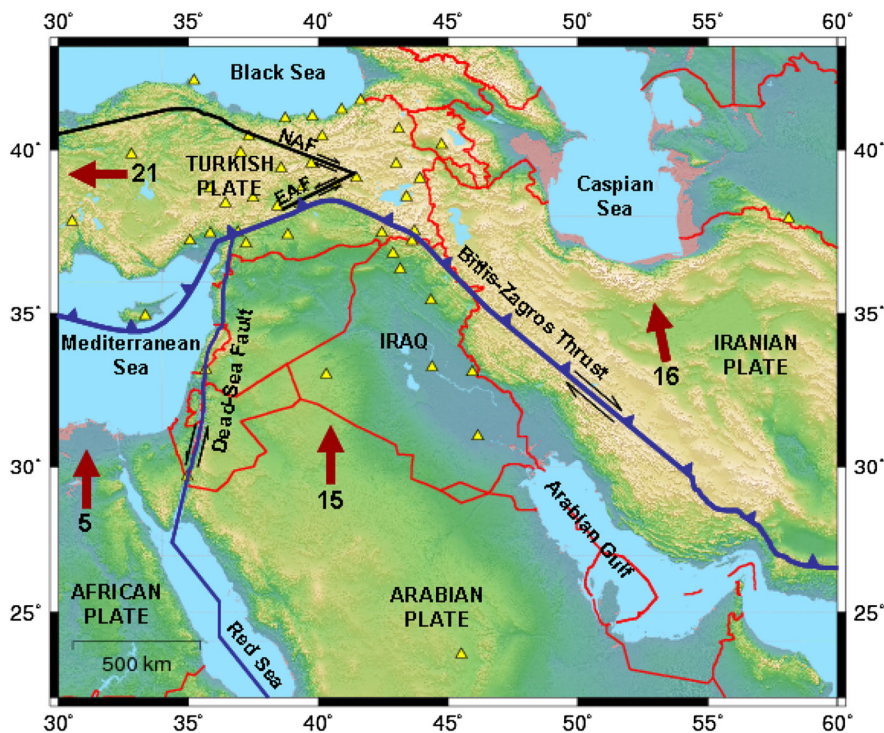 30° 35° 40° 45° 50° 55° 60°
Black Sea
40°
40°
NAF
21
TURKISH
PLATE
EAF
Caspian
Sea
35°
35°
Bitlis-Zagros Thrust
Mediterranean
Sea
IRAQ
IRANIAN
PLATE
16
Dead-Sea Fault
30°
30°
15
5
Arabian Gulf
AFRICAN
PLATE
ARABIAN
PLATE
25°
25°
Red Sea
500 km
30° 35° 40° 45° 50° 55° 60°